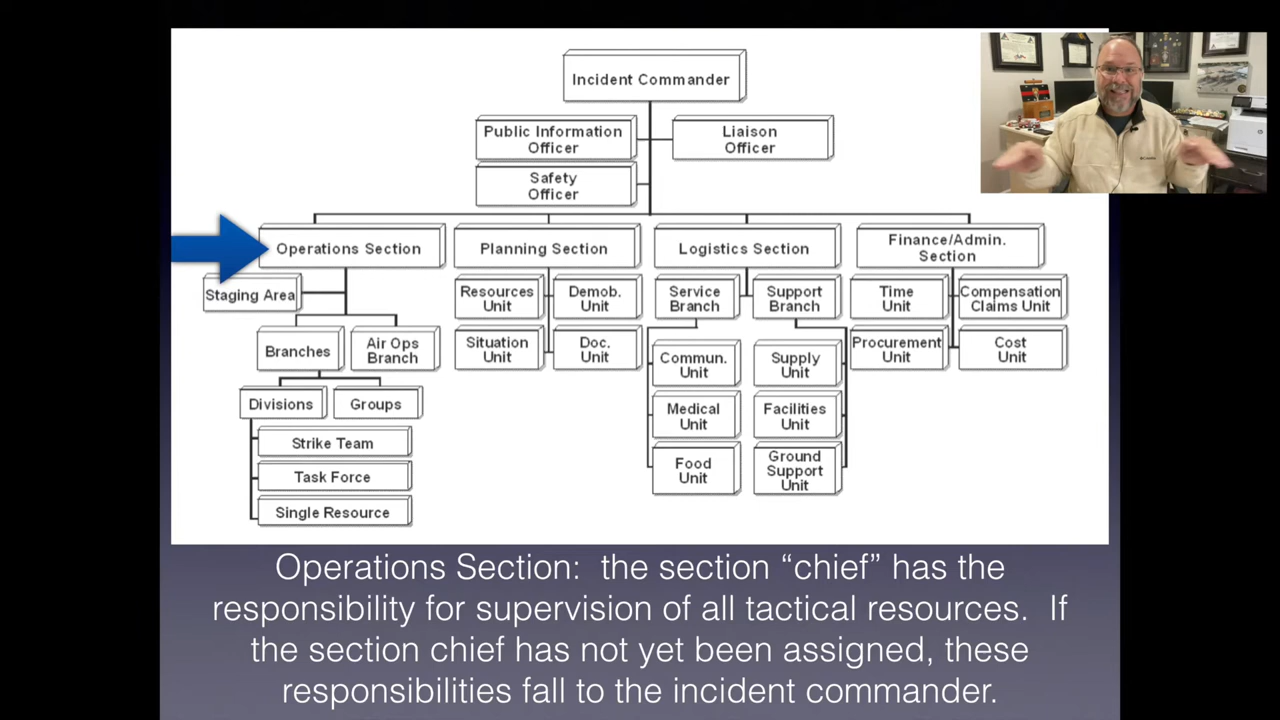 Incident Commander
Public Information
Officer
Liaison
Officer
Safety
Officer
Operations Section
Planning Section
Logistics Section
Finance/Admin.
Section
Staging Area
Branches
Air Ops
Branch
Divisions
Groups
Strike Team
Task Force
Single Resource
Resources
Unit
Demob.
Unit
Situation
Unit
Doc.
Unit
Service
Branch
Support
Branch
Commun.
Unit
Supply
Unit
Medical
Unit
Facilities
Unit
Food
Unit
Ground
Support
Unit
Time
Unit
Compensation
Claims Unit
Procurement
Unit
Cost
Unit
Operations Section:  the section “chief” has the
responsibility for supervision of all tactical resources.  If
the section chief has not yet been assigned, these
responsibilities fall to the incident commander.